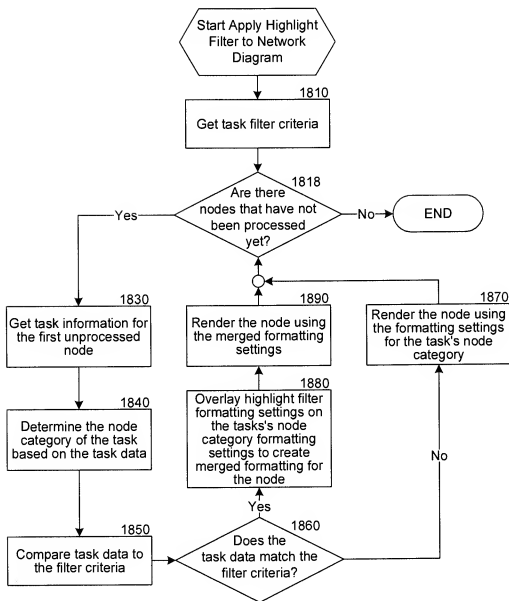 Start Apply Highlight
Filter to Network
Diagram
1810
Get task filter criteria
1818
Are there
nodes that have not
been processed
yet?
Yes
No
END
1830
Get task information for
the first unprocessed
node
1890
Render the node using
the merged formatting
settings
1870
Render the node using
the formatting settings
for the task's node
category
1840
Determine the node
category of the task
based on the task data
1880
Overlay highlight filter
formatting settings on
the tasks's node
category formatting
settings to create
merged formatting for
the node
No
Yes
1850
Compare task data to
the filter criteria
1860
Does the
task data match the
filter criteria?